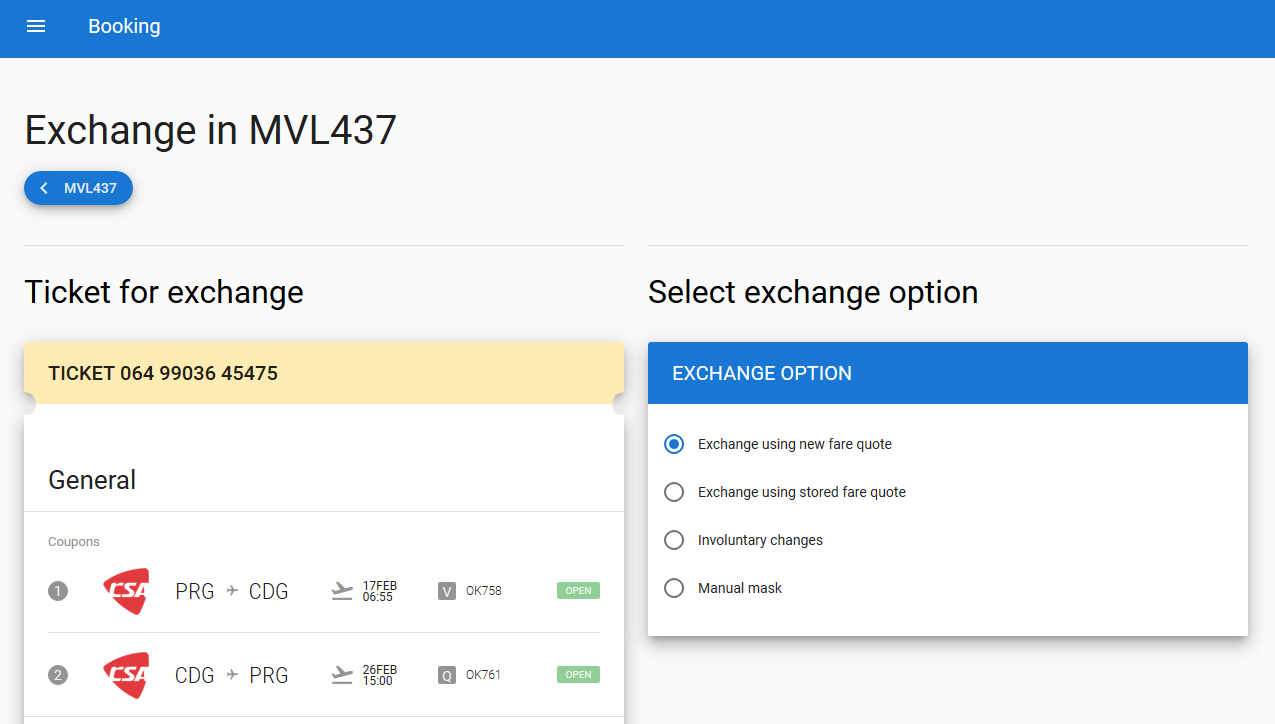 Booking
Exchange in MVL437
MVL437
Ticket for exchange
TICKET 064 99036 45475
General
Coupons
1 CSA PRG CDG 17FEB 06:55 V OK758 OPEN
2 CSA CDG PRG 26FEB 15:00 Q OK761 OPEN
Select exchange option
EXCHANGE OPTION
Exchange using new fare quote
Exchange using stored fare quote
Involuntary changes
Manual mask